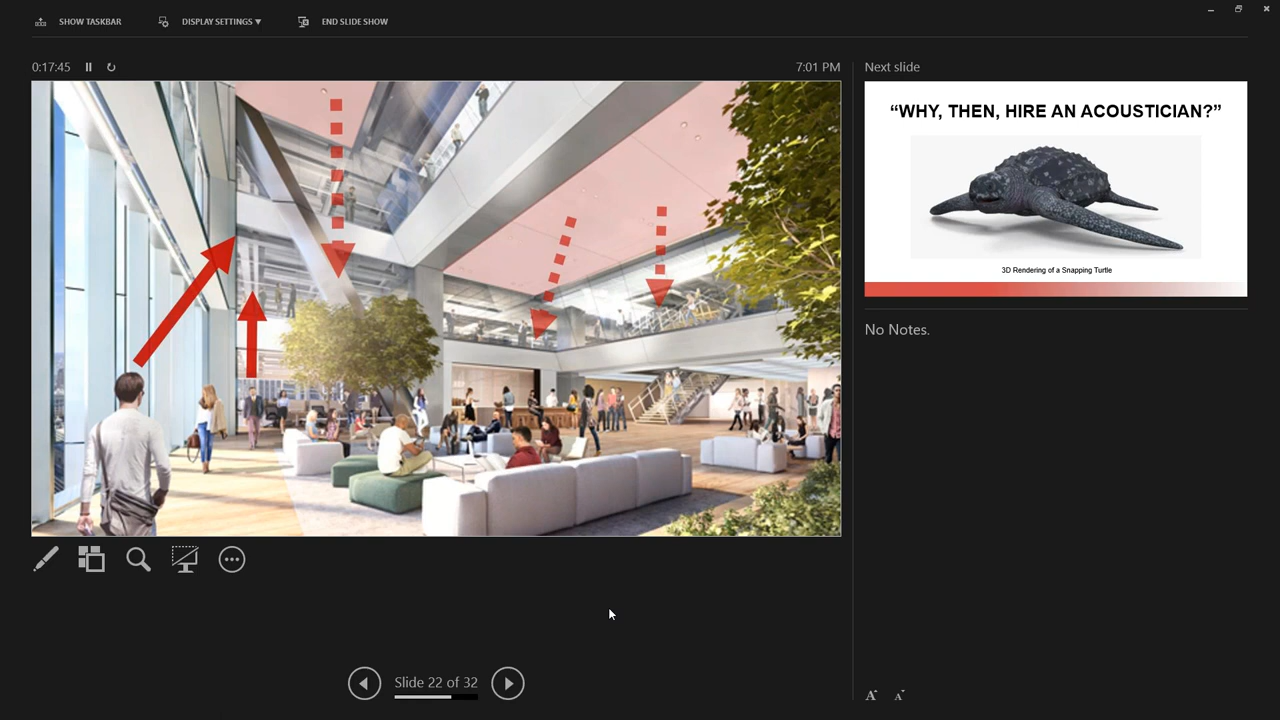 SHOW TASKBAR
DISPLAY SETTINGS ▼
END SLIDE SHOW
0:17:45
7:01 PM
Next slide
“WHY, THEN, HIRE AN ACOUSTICIAN?”
3D Rendering of a Snapping Turtle
No Notes.
Slide 22 of 32
A A